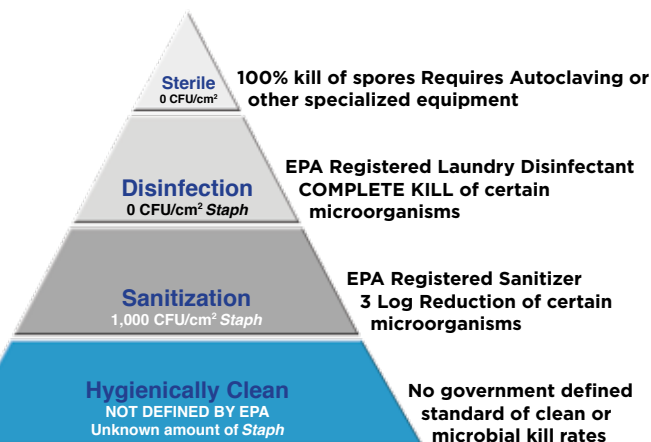 Sterile
0 CFU/cm²
100% kill of spores Requires Autoclaving or
other specialized equipment
Disinfection
0 CFU/cm² Staph
EPA Registered Laundry Disinfectant
COMPLETE KILL of certain
microorganisms
Sanitization
1,000 CFU/cm² Staph
EPA Registered Sanitizer
3 Log Reduction of certain
microorganisms
Hygienically Clean
NOT DEFINED BY EPA
Unknown amount of Staph
No government defined
standard of clean or
microbial kill rates